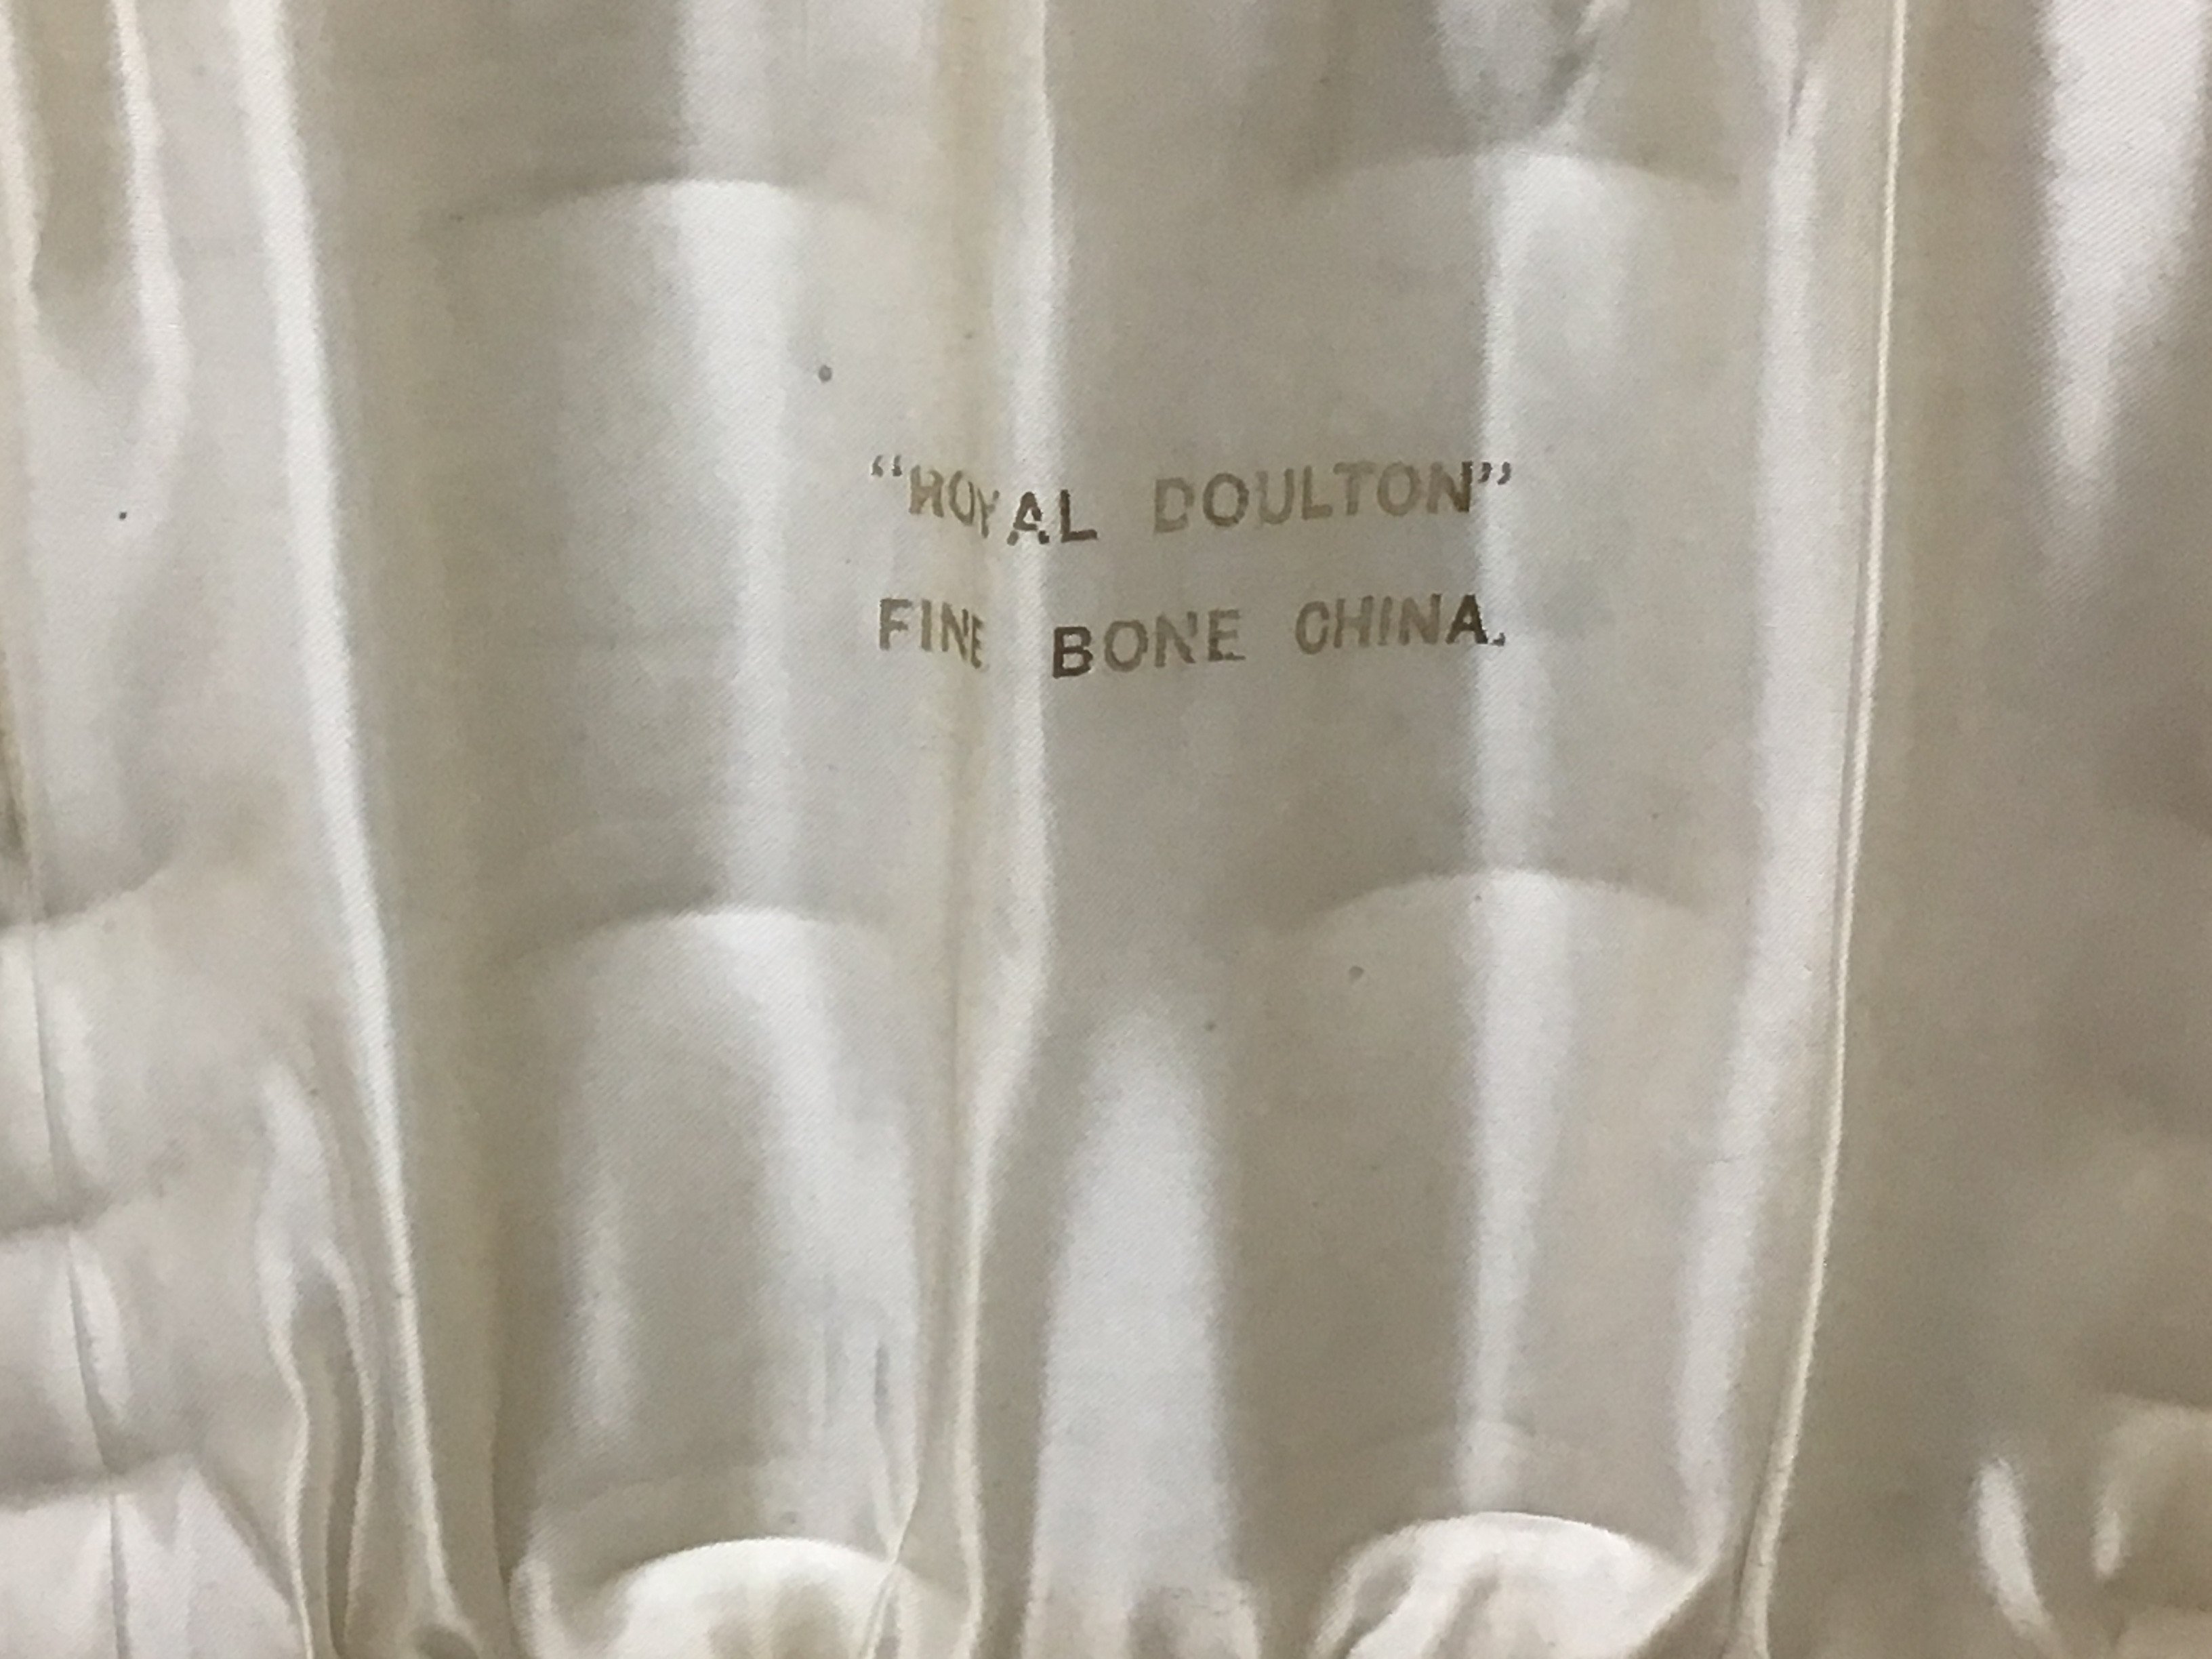 “ROYAL DOULTON”
FINE BONE CHINA.